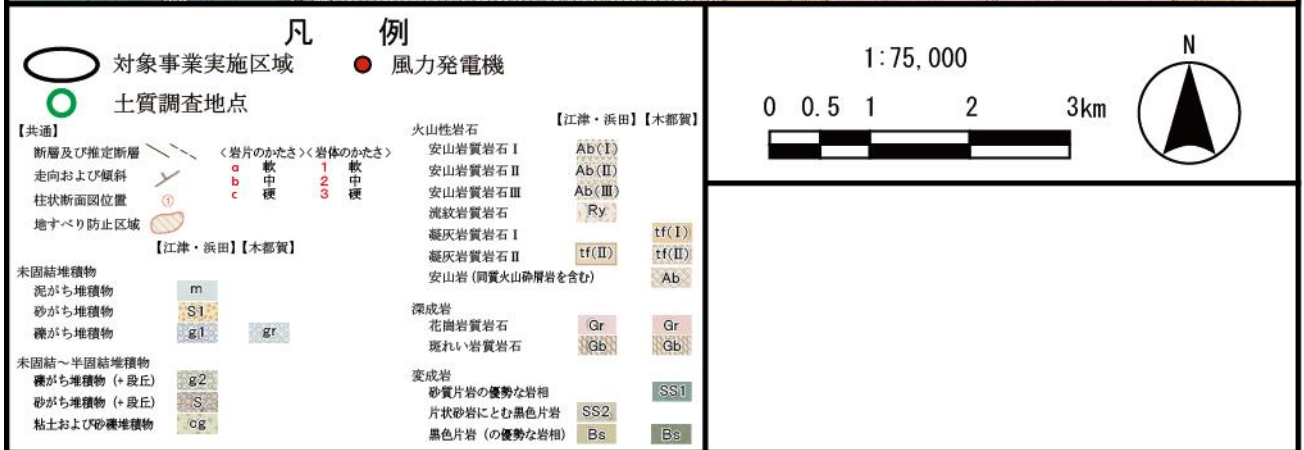 凡 例
対象事業実施区域
風力発電機
土質調査地点
【共通】
断層及び推定断層
走向および傾斜
柱状断面図位置 ①
地すべり防止区域
<岩片のかたさ><岩体のかたさ>
a 軟 1 軟
b 中 2 中
c 硬 3 硬
【江津・浜田】【木都賀】
未固結堆積物
泥がち堆積物 m
砂がち堆積物 S1
礫がち堆積物 g1 gr
未固結～半固結堆積物
礫がち堆積物 (+段丘) g2
砂がち堆積物 (+段丘) S
粘土および砂礫堆積物 cg
【江津・浜田】【木都賀】
火山性岩石
安山岩質岩石Ⅰ Ab(Ⅰ)
安山岩質岩石Ⅱ Ab(Ⅱ)
安山岩質岩石Ⅲ Ab(Ⅲ)
流紋岩質岩石 Ry
凝灰岩質岩石Ⅰ tf(Ⅰ)
凝灰岩質岩石Ⅱ tf(Ⅱ) tf(Ⅱ)
安山岩 (同質火山砕屑岩を含む) Ab
深成岩
花崗岩質岩石 Gr Gr
斑れい岩質岩石 Gb Gb
変成岩
砂質片岩の優勢な岩相 SS1
片状砂岩にとむ黒色片岩 SS2
黒色片岩 (の優勢な岩相) Bs Bs
1:75,000
0 0.5 1 2 3km
N